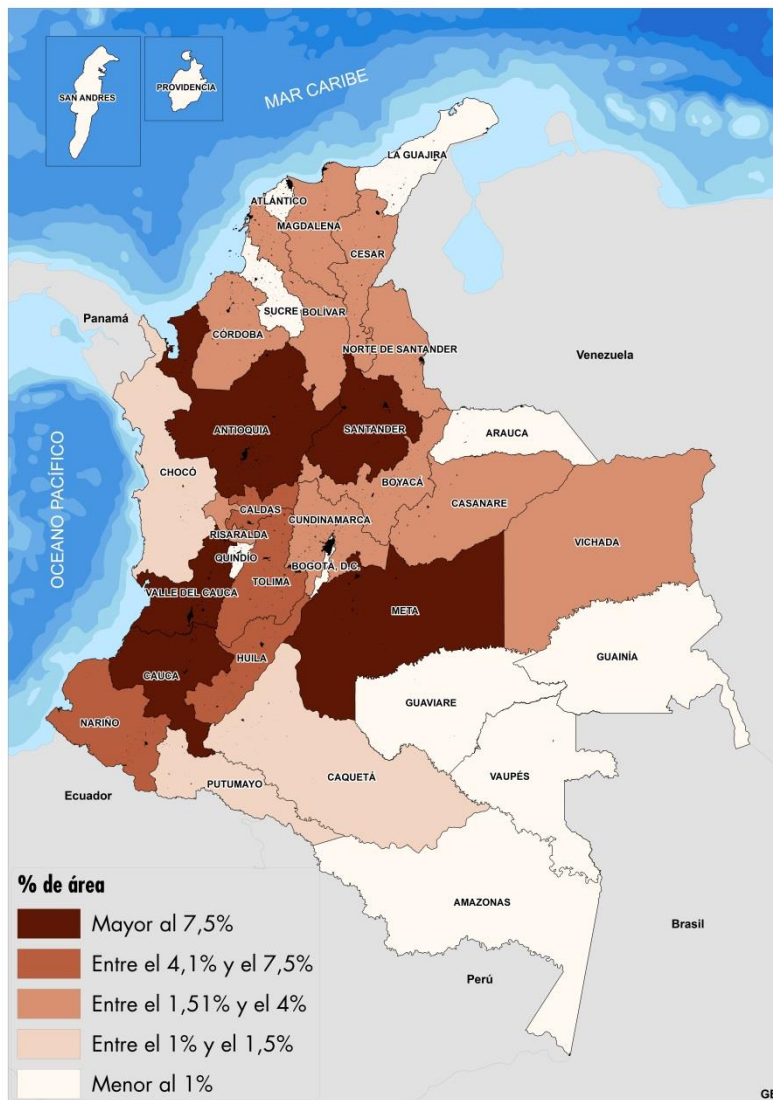 SAN ANDRES
PROVIDENCIA
MAR CARIBE
LA GUAJIRA
ATLÁNTICO
MAGDALENA
CESAR
SUCRE
BOLÍVAR
Panamá
CÓRDOBA
NORTE DE SANTANDER
Venezuela
OCEANO PACÍFICO
ANTIOQUIA
SANTANDER
ARAUCA
CHOCÓ
BOYACÁ
CASANARE
CALDAS
CUNDINAMARCA
RISARALDA
VICHADA
QUINDÍO
BOGOTÁ, D.C.
TOLIMA
VALLE DEL CAUCA
META
HUILA
GUAINÍA
CAUCA
GUAVIARE
NARIÑO
VAUPÉS
CAQUETÁ
PUTUMAYO
Ecuador
AMAZONAS
Brasil
Perú
% de área
Mayor al 7,5%
Entre el 4,1% y el 7,5%
Entre el 1,51% y el 4%
Entre el 1% y el 1,5%
Menor al 1%